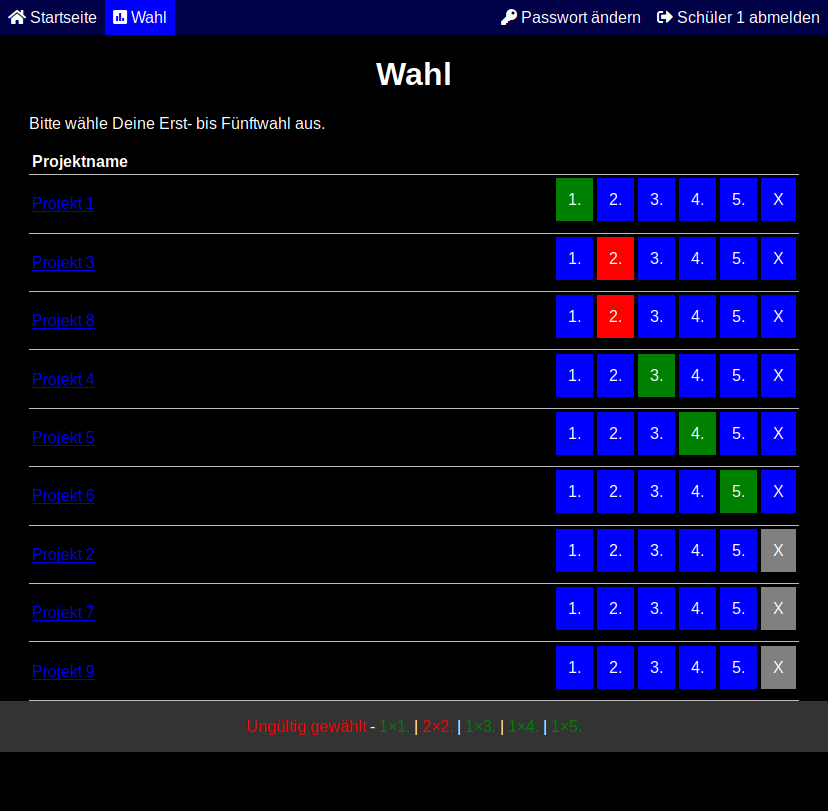 Startseite Wahl Passwort ändern Schüler 1 abmelden
Wahl
Bitte wähle Deine Erst- bis Fünftwahl aus.
Projektname
Projekt 1 1. 2. 3. 4. 5. X
Projekt 3 1. 2. 3. 4. 5. X
Projekt 8 1. 2. 3. 4. 5. X
Projekt 4 1. 2. 3. 4. 5. X
Projekt 5 1. 2. 3. 4. 5. X
Projekt 6 1. 2. 3. 4. 5. X
Projekt 2 1. 2. 3. 4. 5. X
Projekt 7 1. 2. 3. 4. 5. X
Projekt 9 1. 2. 3. 4. 5. X
Ungültig gewählt - 1×1. | 2×2. | 1×3. | 1×4. | 1×5.